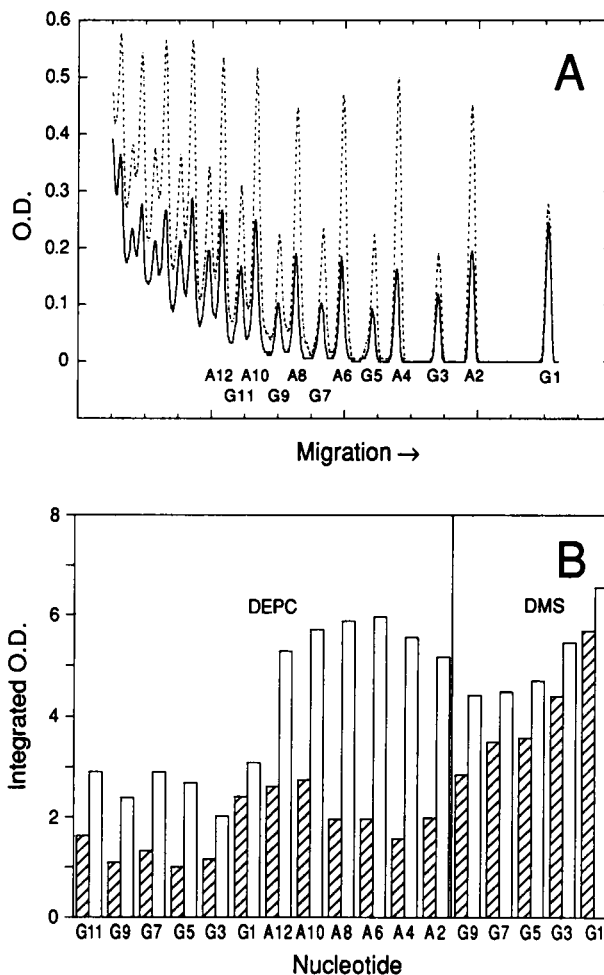 A
0.6
0.5
0.4
0.3
0.2
0.1
0
O.D.
A12 A10 A8 A6 G5 A4 G3 A2 G1
G11 G9 G7
Migration →
B
8
6
4
2
0
Integrated O.D.
DEPC DMS
G11 G9 G7 G5 G3 G1 A12 A10 A8 A6 A4 A2 G9 G7 G5 G3 G1
Nucleotide